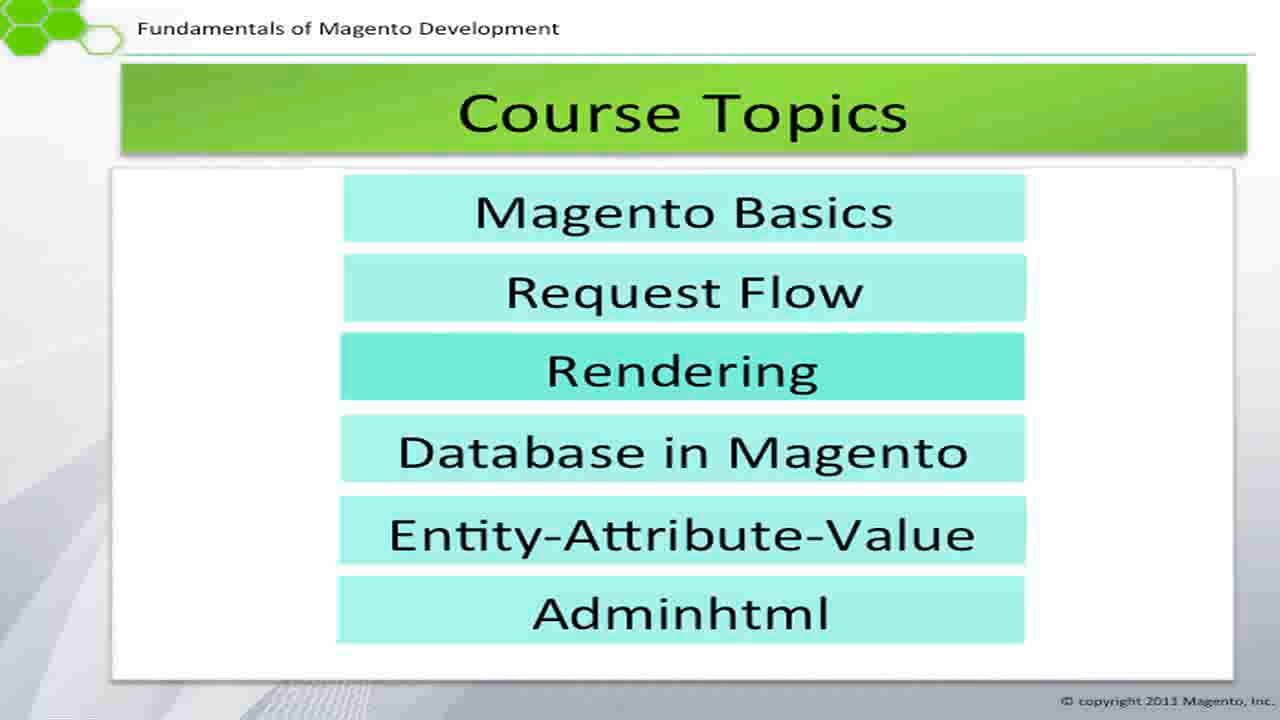 Fundamentals of Magento Development
Course Topics
Magento Basics
Request Flow
Rendering
Database in Magento
Entity-Attribute-Value
Adminhtml
© copyright 2011 Magento, Inc.